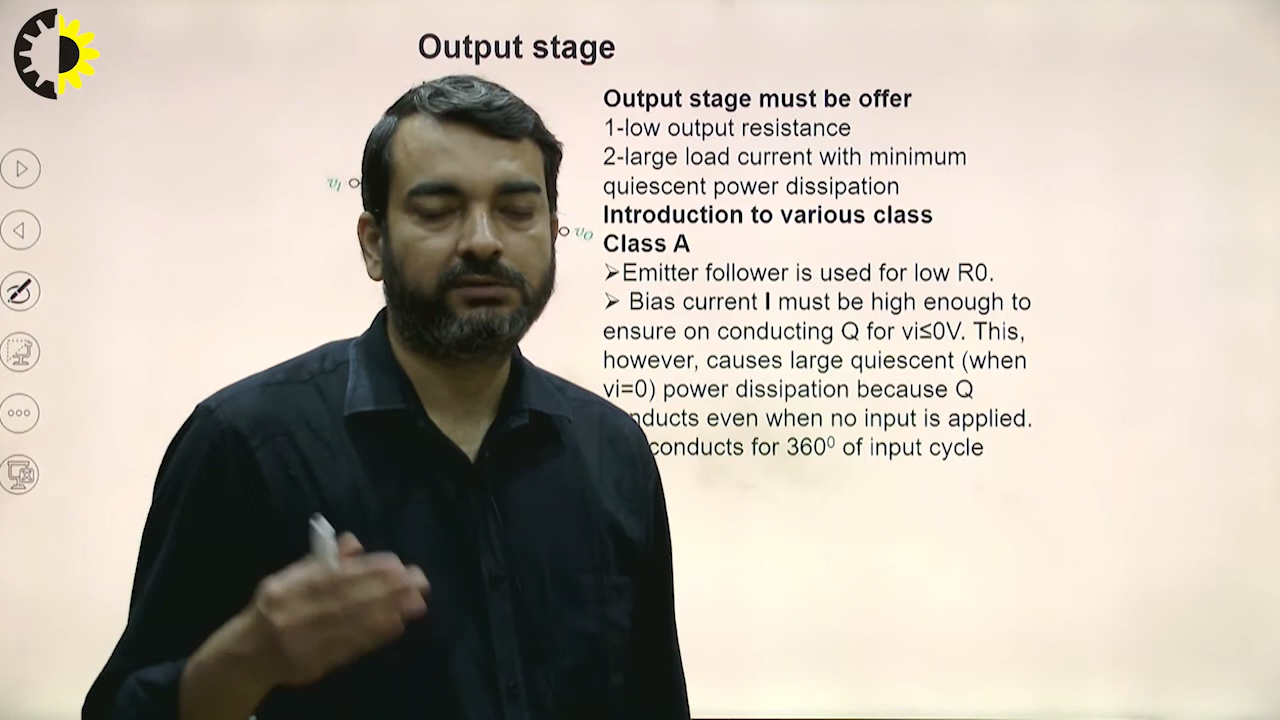 Output stage
Output stage must be offer
1-low output resistance
2-large load current with minimum
quiescent power dissipation
Introduction to various class
Class A
➢Emitter follower is used for low R0.
➢ Bias current I must be high enough to
ensure on conducting Q for vi≤0V. This,
however, causes large quiescent (when
vi=0) power dissipation because Q
nducts even when no input is applied.
conducts for 360⁰ of input cycle
vI
vO